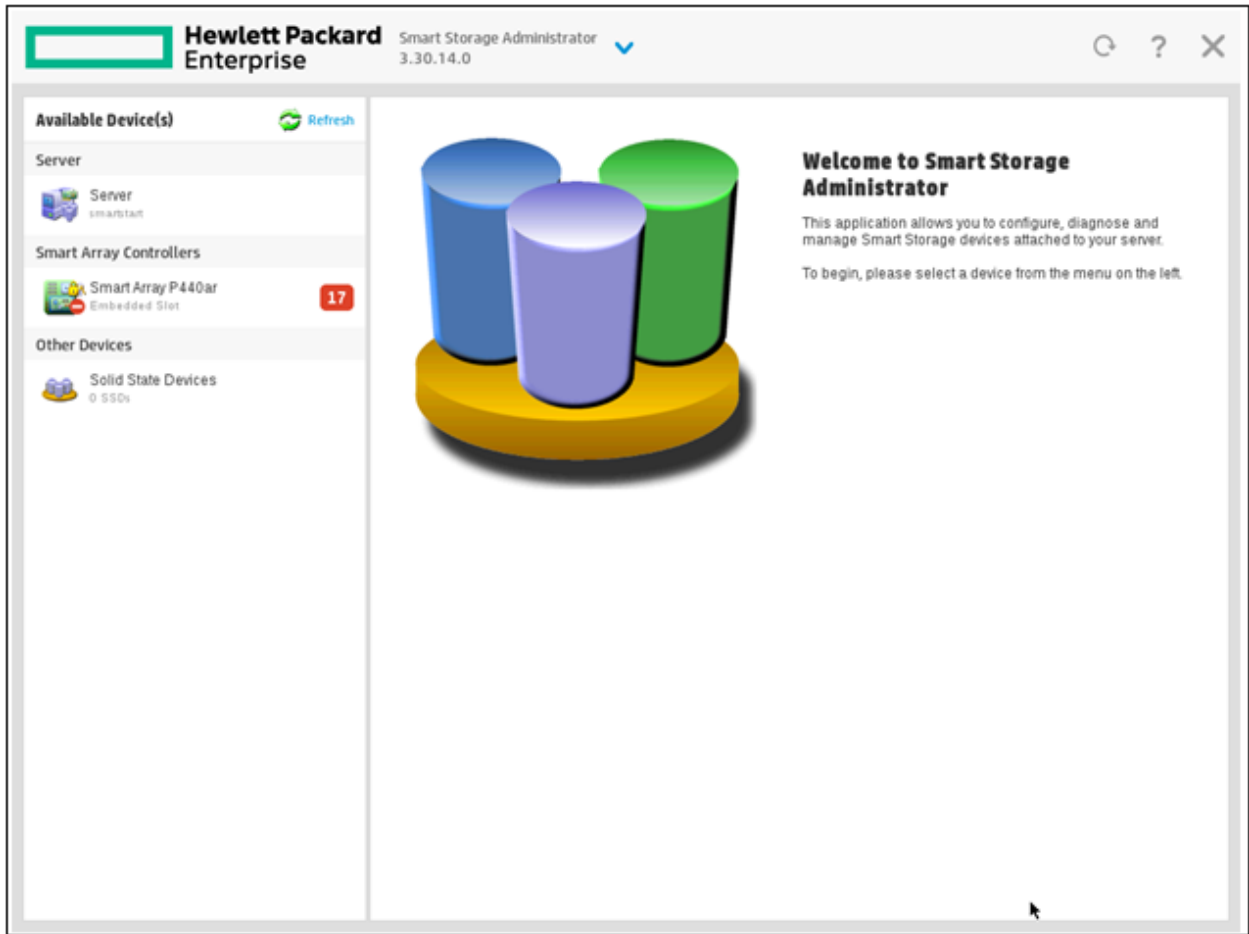 Hewlett Packard
Enterprise
Smart Storage Administrator
3.30.14.0
?
Available Device(s)
Refresh
Server
Server
smartstart
Smart Array Controllers
Smart Array P440ar
Embedded Slot
17
Other Devices
Solid State Devices
0 SSDs
Welcome to Smart Storage
Administrator
This application allows you to configure, diagnose and
manage Smart Storage devices attached to your server.
To begin, please select a device from the menu on the left.